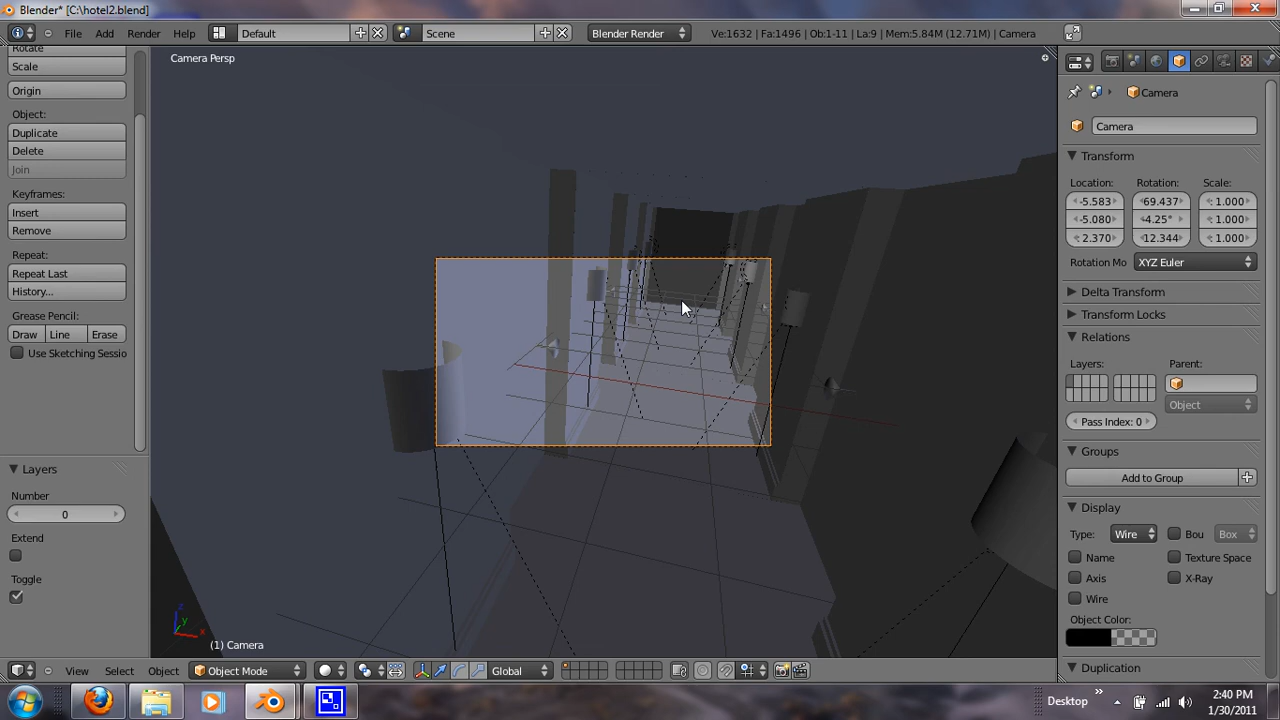 Blender* [C:\hotel2.blend]
File Add Render Help Default Scene Blender Render Ve:1632 | Fa:1496 | Ob:1-11 | La:9 | Mem:5.84M (12.71M) | Camera
Rotate
Scale
Origin
Object:
Duplicate
Delete
Join
Keyframes:
Insert
Remove
Repeat:
Repeat Last
History...
Grease Pencil:
Draw Line Erase
Use Sketching Sessio
Layers
Number
0
Extend
Toggle
Camera Persp
z
y
x
(1) Camera
Camera
Camera
Transform
Location: Rotation: Scale:
-5.583 69.437 : 1.000
-5.080 4.25° : 1.000
: 2.370 12.344 : 1.000
Rotation Mo XYZ Euler
Delta Transform
Transform Locks
Relations
Layers: Parent:
Object
Pass Index: 0
Groups
Add to Group
Display
Type: Wire Bou Box
Name Texture Space
Axis X-Ray
Wire
Object Color:
Duplication
View Select Object Object Mode Global
Desktop » 2:40 PM
1/30/2011